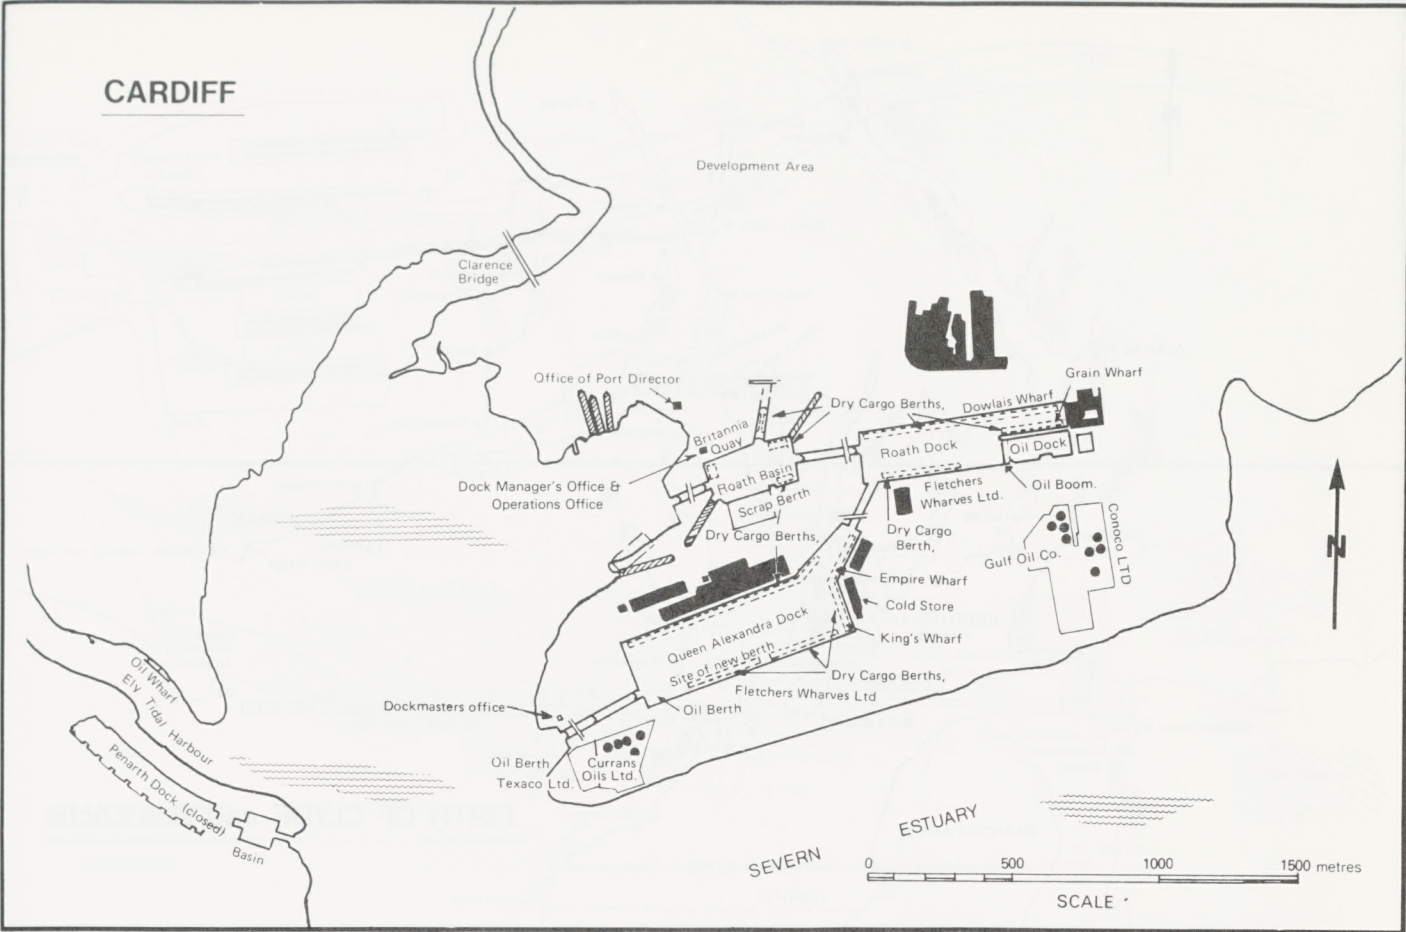 CARDIFF
Development Area
Clarence
Bridge
Office of Port Director
Grain Wharf
Dry Cargo Berths,
Dowlais Wharf
Britannia
Quay
Roath Dock
Oil Dock
Roath Basin
Dock Manager's Office &
Operations Office
Scrap Berth
Fletchers
Wharves Ltd.
Oil Boom.
Dry Cargo Berths,
Dry Cargo
Berth,
Gulf Oil Co.
Conoco LTD
N
Empire Wharf
Cold Store
Queen Alexandra Dock
King's Wharf
Site of new berth
Dry Cargo Berths,
Fletchers Wharves Ltd
Oil Wharf
Ely Tidal Harbour
Dockmasters office
Oil Berth
Penarth Dock (closed)
Oil Berth
Texaco Ltd.
Currans
Oils Ltd.
Basin
SEVERN ESTUARY
0 500 1000 1500 metres
SCALE